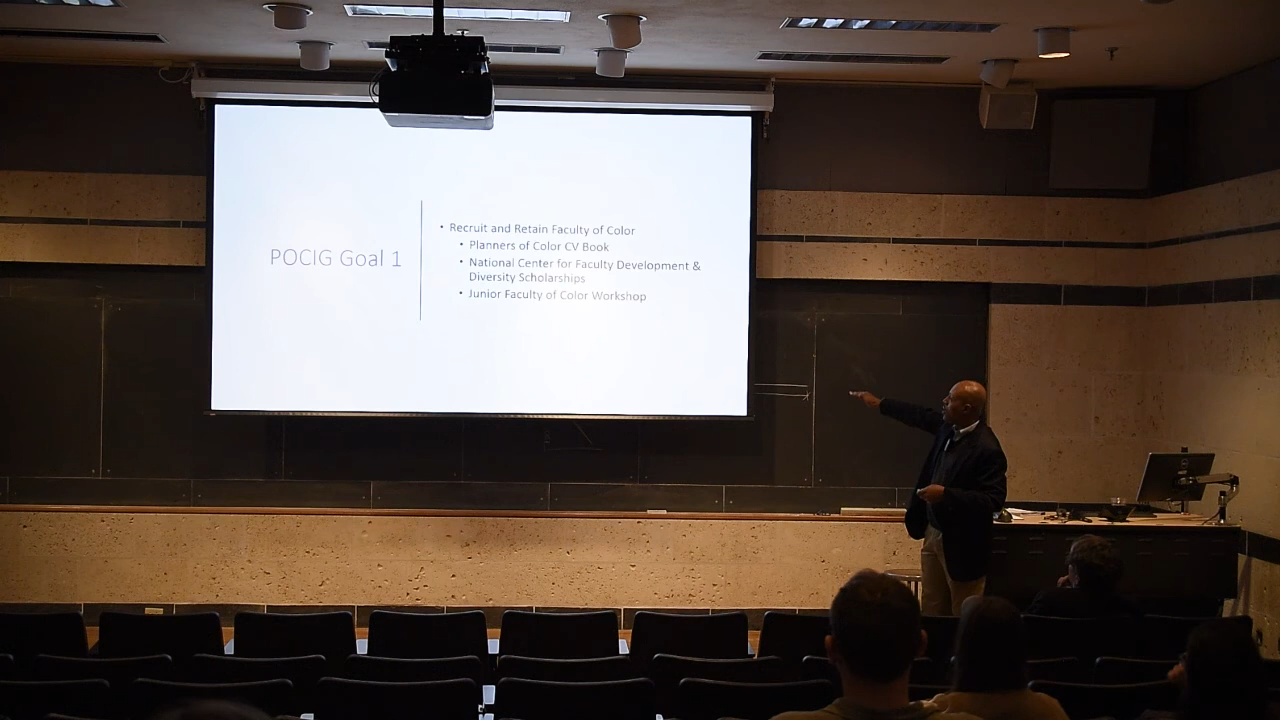 POCIG Goal 1
• Recruit and Retain Faculty of Color
• Planners of Color CV Book
• National Center for Faculty Development &
Diversity Scholarships
• Junior Faculty of Color Workshop